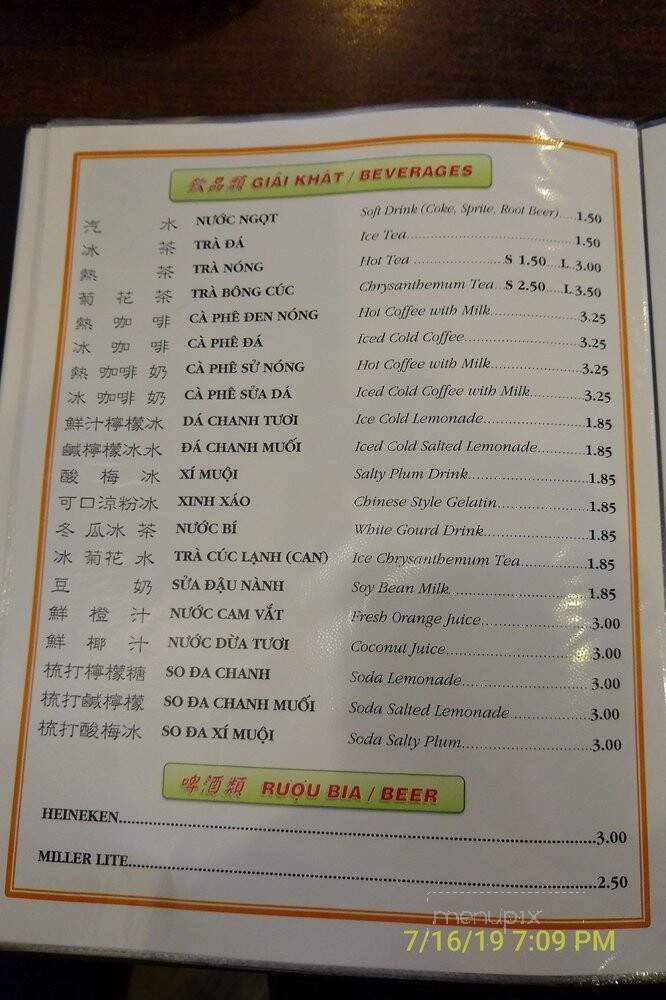 飲品類 GIẢI KHÁT / BEVERAGES
汽水 NƯỚC NGỌT Soft Drink (Coke, Sprite, Root Beer)....1.50
冰茶 TRÀ ĐÁ Ice Tea....1.50
熱茶 TRÀ NÓNG Hot Tea ....S 1.50....L 3.00
菊花茶 TRÀ BÔNG CÚC Chrysanthemum Tea...S 2.50....L 3.50
熱咖啡 CÀ PHÊ ĐEN NÓNG Hot Coffee with Milk....3.25
冰咖啡 CÀ PHÊ ĐÁ Iced Cold Coffee....3.25
熱咖啡奶 CÀ PHÊ SỬ NÓNG Hot Coffee with Milk....3.25
冰咖啡奶 CÀ PHÊ SỮA DÁ Iced Cold Coffee with Milk....3.25
鮮汁檸檬冰 DÁ CHANH TƯƠI Ice Cold Lemonade....1.85
鹹檸檬冰水 ĐÁ CHANH MUỐI Iced Cold Salted Lemonade....1.85
酸梅冰 XÍ MUỘI Salty Plum Drink....1.85
可口涼粉冰 XINH XÁO Chinese Style Gelatin....1.85
冬瓜冰茶 NƯỚC BÍ White Gourd Drink....1.85
冰菊花水 TRÀ CÚC LẠNH (CAN) Ice Chrysanthemum Tea....1.85
豆奶 SỮA ĐẬU NÀNH Soy Bean Milk....1.85
鮮橙汁 NƯỚC CAM VẮT Fresh Orange Juice....3.00
鮮椰汁 NƯỚC DỪA TƯƠI Coconut Juice....3.00
梳打檸檬糖 SO ĐA CHANH Soda Lemonade....3.00
梳打鹹檸檬 SO ĐA CHANH MUỐI Soda Salted Lemonade....3.00
梳打酸梅冰 SO ĐA XÍ MUỘI Soda Salty Plum....3.00
啤酒類 RƯỢU BIA / BEER
HEINEKEN....3.00
MILLER LITE....2.50
menupix
7/16/19 7:09 PM